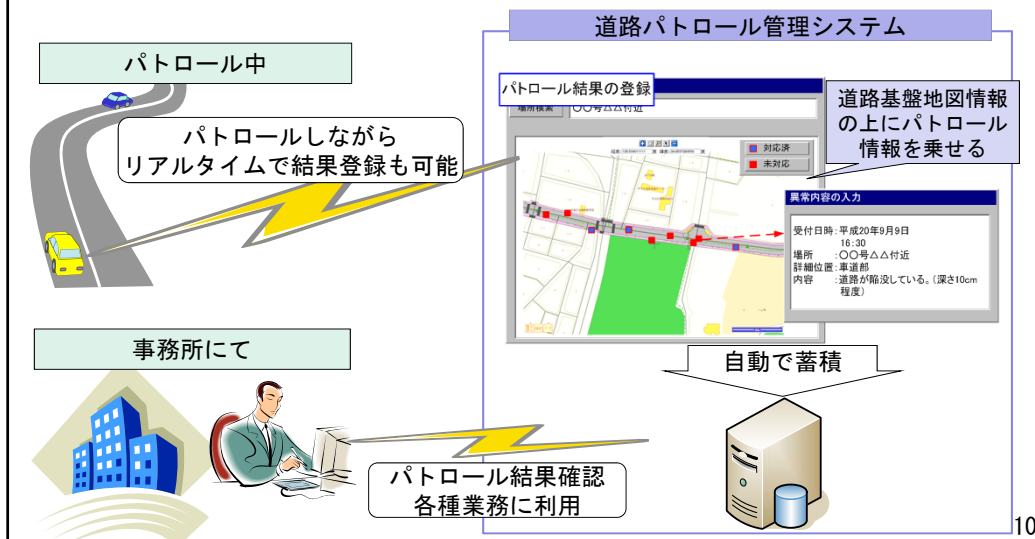 道路パトロール管理システム
パトロール中
パトロールしながら
リアルタイムで結果登録も可能
パトロール結果の登録
場所検索
〇〇号△△付近
対応済
未対応
道路基盤地図情報
の上にパトロール
情報を乗せる
異常内容の入力
受付日時:平成20年9月9日
16:30
場所 :〇〇号△△付近
詳細位置:車道部
内容 :道路が陥没している。(深さ10cm
程度)
自動で蓄積
事務所にて
パトロール結果確認
各種業務に利用
10